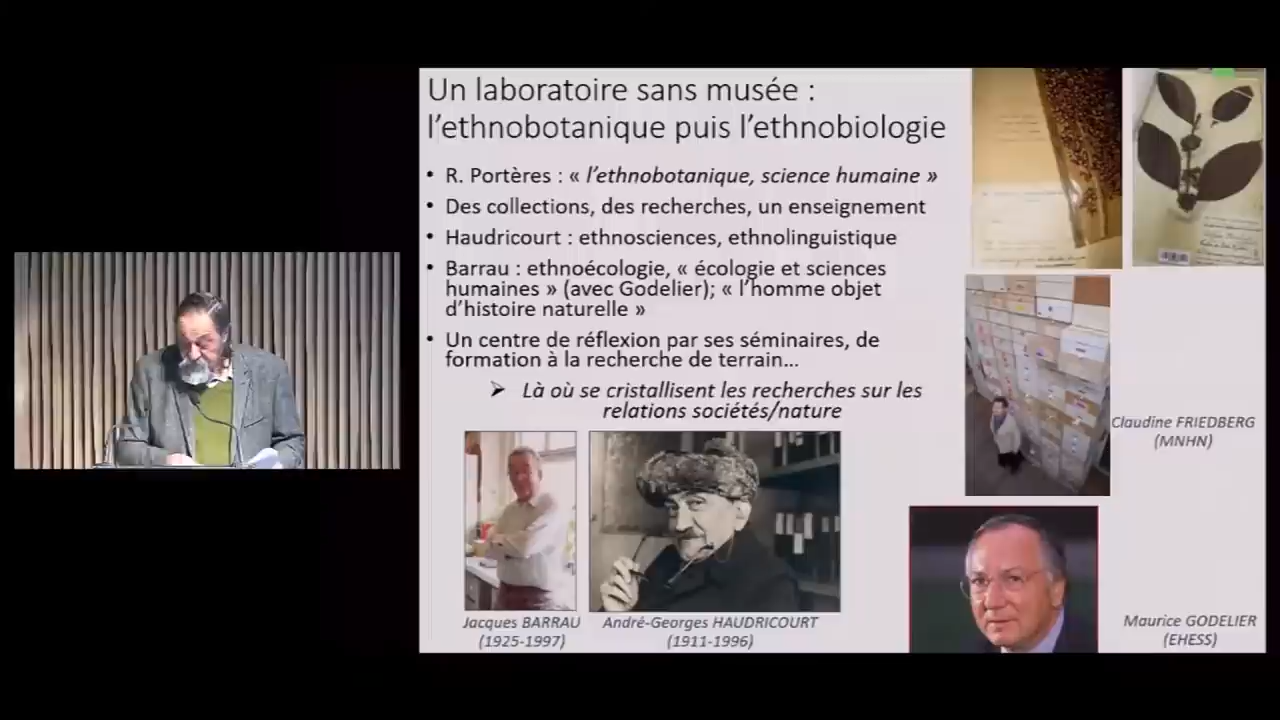 Un laboratoire sans musée :
l'ethnobotanique puis l'ethnobiologie
• R. Portères : « l'ethnobotanique, science humaine »
• Des collections, des recherches, un enseignement
• Haudricourt : ethnosciences, ethnolinguistique
• Barrau : ethnoécologie, « écologie et sciences
humaines » (avec Godelier); « l'homme objet
d'histoire naturelle »
• Un centre de réflexion par ses séminaires, de
formation à la recherche de terrain...
➢ Là où se cristallisent les recherches sur les
relations sociétés/nature
Claudine FRIEDBERG
(MNHN)
Jacques BARRAU
(1925-1997)
André-Georges HAUDRICOURT
(1911-1996)
Maurice GODELIER
(EHESS)